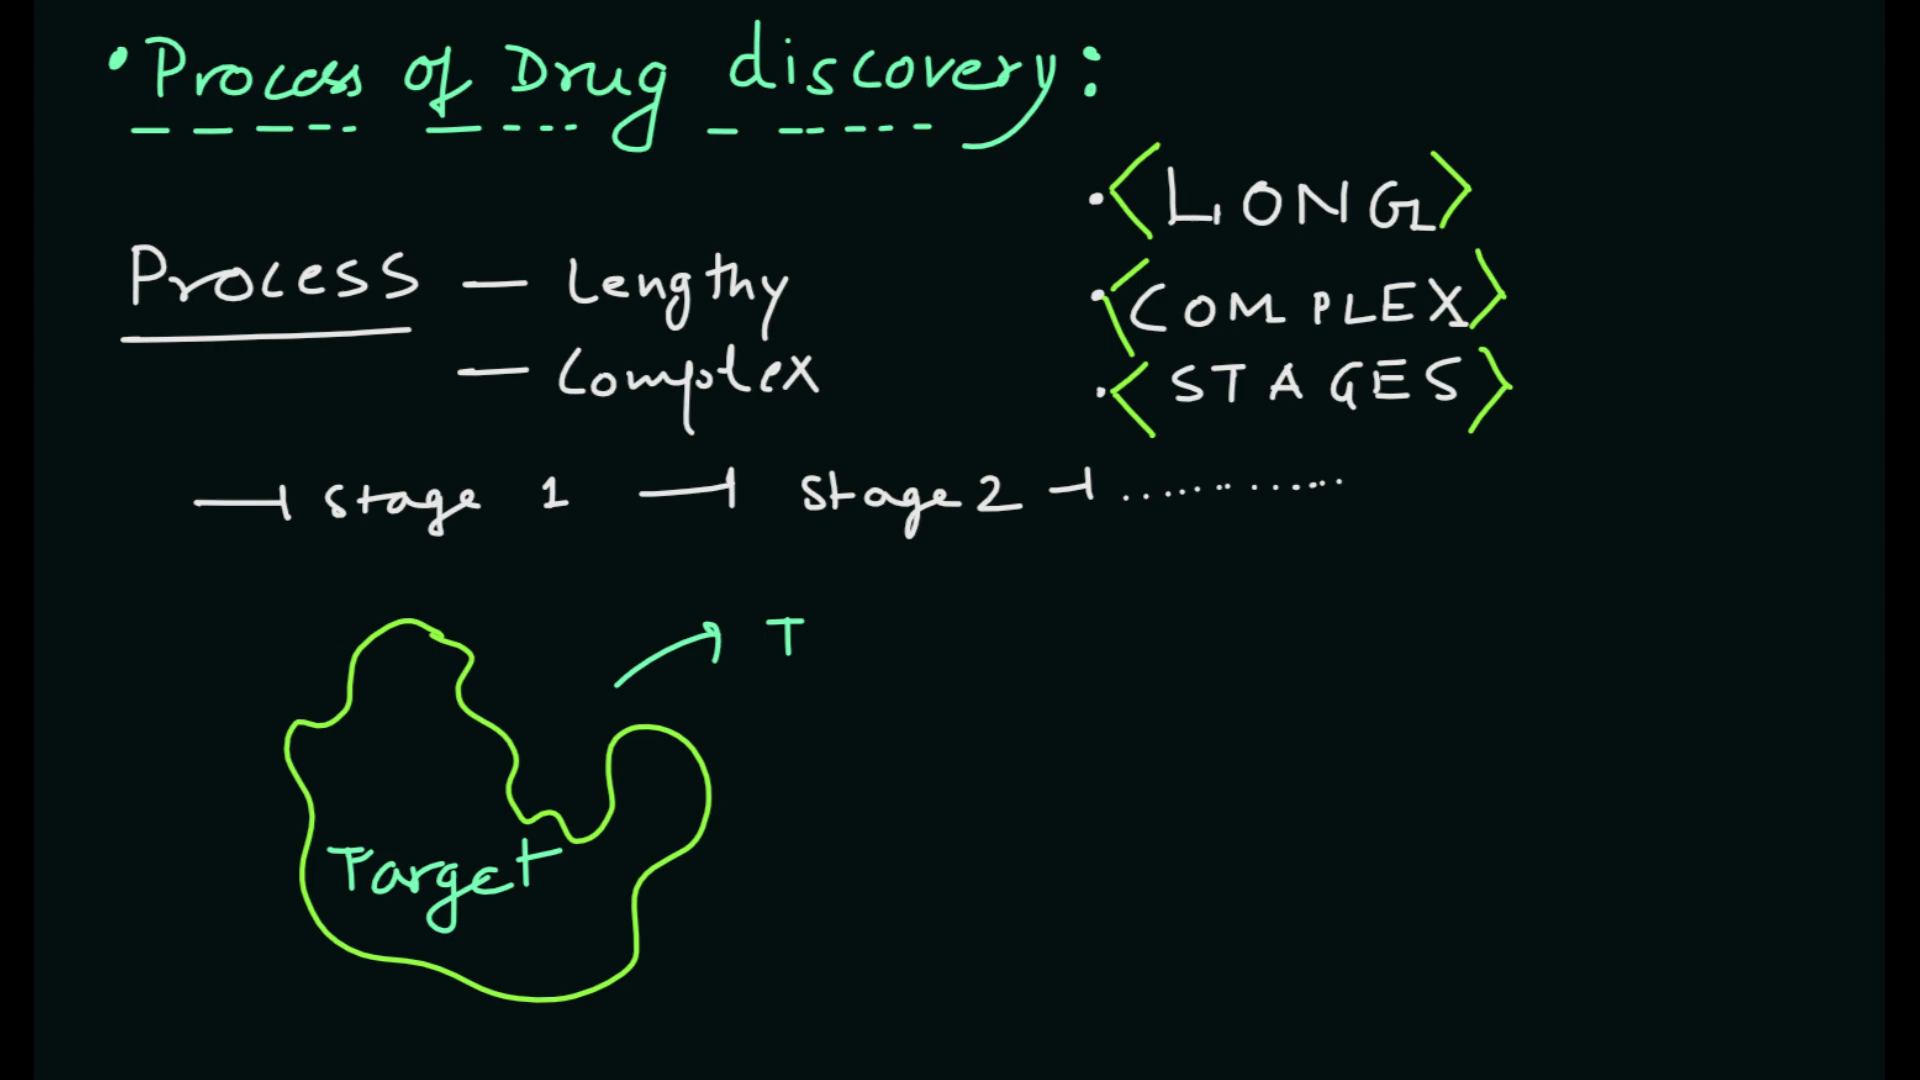 • Process of Drug discovery:
• <LONG>
Process — Lengthy
• <COMPLEX>
— Complex
• <STAGES>
—| Stage 1 —| Stage 2 —| ..............
T
Target